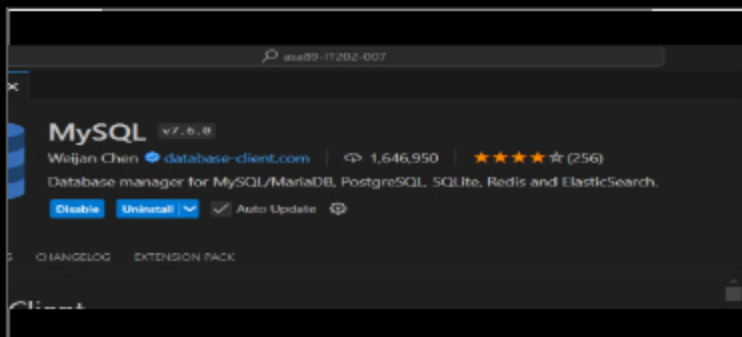 asa89-IT202-007
MySQL v7.6.0
Weijan Chen database-client.com 1,646,950 (256)
Database manager for MySQL/MariaDB, PostgreSQL, SQLite, Redis and ElasticSearch.
Disable Uninstall Auto Update
CHANGELOG EXTENSION PACK
Client